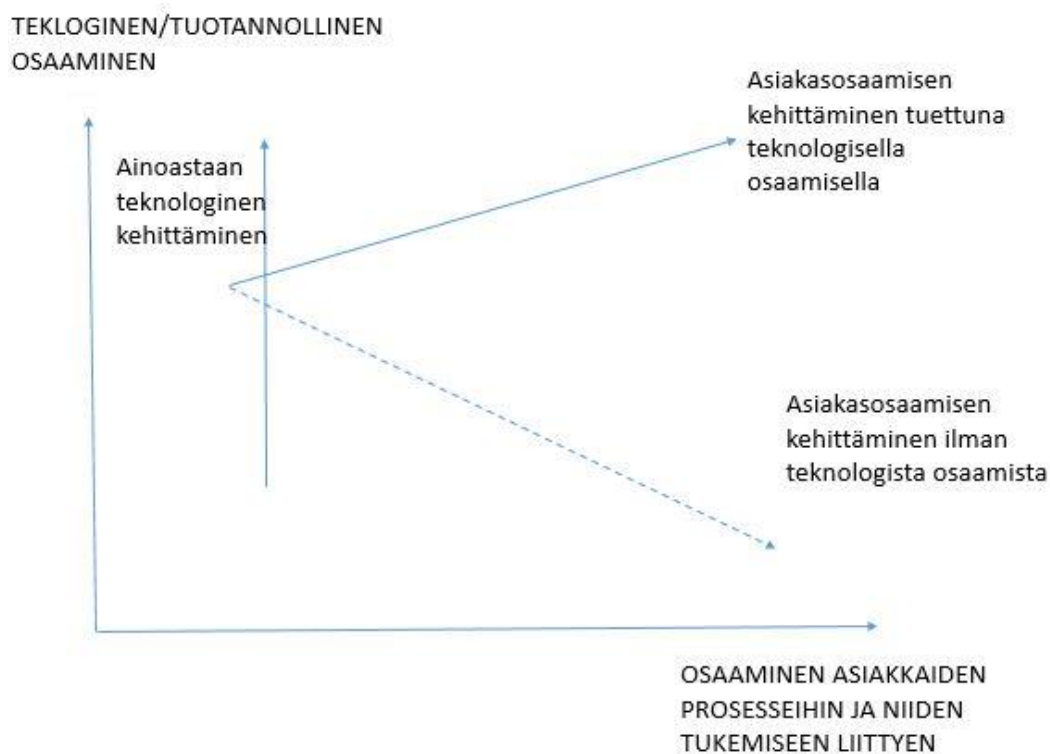 TEKLOGINEN/TUOTANNOLLINEN
OSAAMINEN
Asiakasosaamisen
kehittäminen tuettuna
teknologisella
osaamisella
Ainoastaan
teknologinen
kehittäminen
Asiakasosaamisen
kehittäminen ilman
teknologista osaamista
OSAAMINEN ASIAKKAIDEN
PROSESSEIHIN JA NIIDEN
TUKEMISEEN LIITTYEN